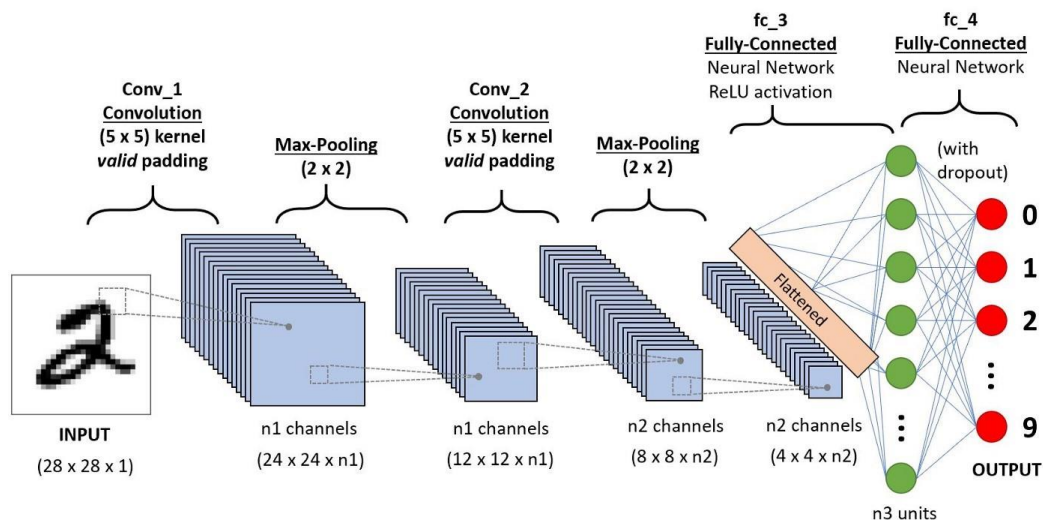 Conv_1
Convolution
(5 x 5) kernel
valid padding
Max-Pooling
(2 x 2)
Conv_2
Convolution
(5 x 5) kernel
valid padding
Max-Pooling
(2 x 2)
fc_3
Fully-Connected
Neural Network
ReLU activation
fc_4
Fully-Connected
Neural Network
(with
dropout)
Flattened
0
1
2
9
OUTPUT
INPUT
(28 x 28 x 1)
n1 channels
(24 x 24 x n1)
n1 channels
(12 x 12 x n1)
n2 channels
(8 x 8 x n2)
n2 channels
(4 x 4 x n2)
n3 units
2